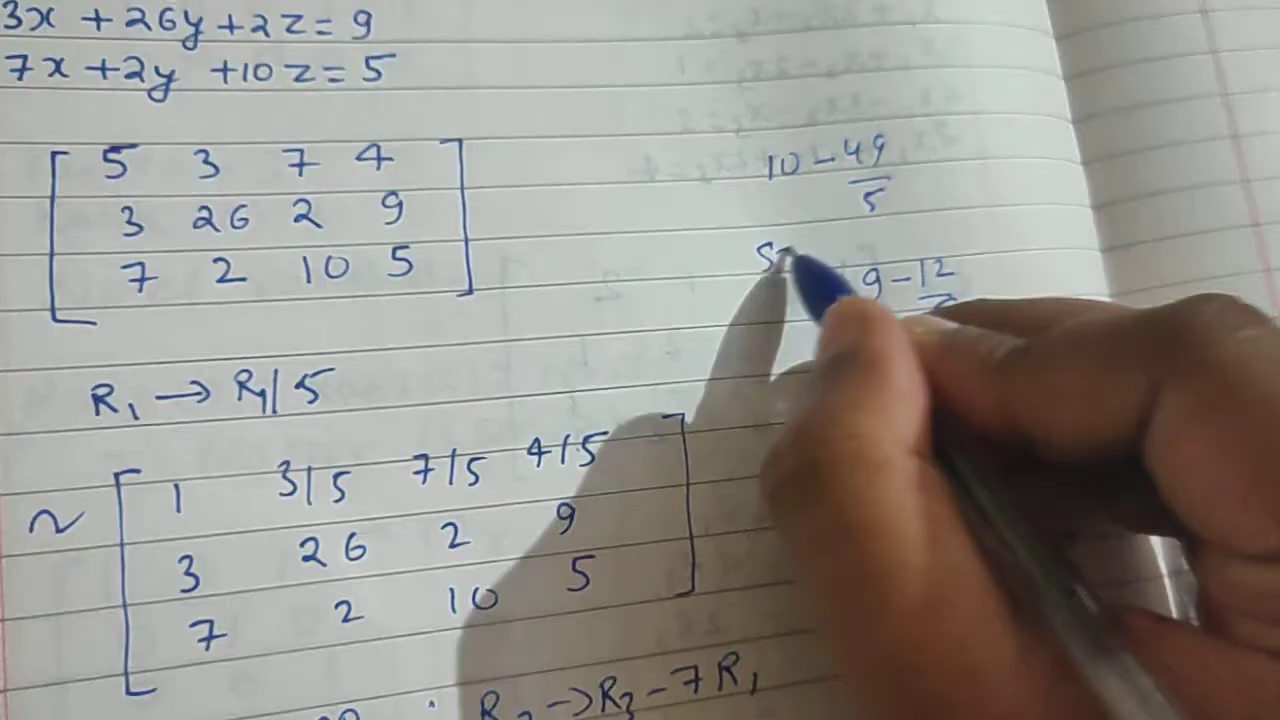 3x + 26y + 2z = 9
7x + 2y + 10z = 5
5 3 7 4
3 26 2 9
7 2 10 5
10 - 49/5
9 - 12
R₁ → R₁/5
~ 1 3/5 7/5 4/5
3 26 2 9
7 2 10 5
R₃ → R₃ - 7R₁